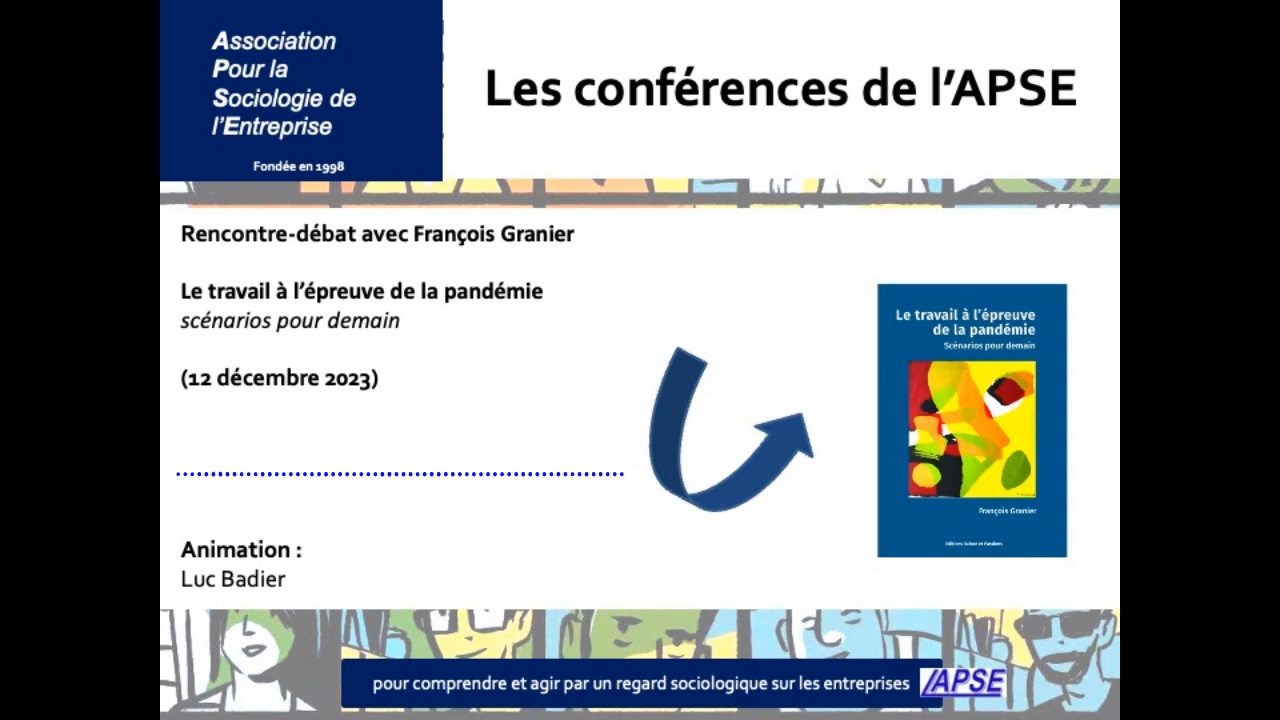 Association
Pour la
Sociologie de
l'Entreprise
Fondée en 1998
Les conférences de l'APSE
Rencontre-débat avec François Granier
Le travail à l'épreuve de la pandémie
scénarios pour demain
(12 décembre 2023)
Le travail à l'épreuve
de la pandémie
Scénarios pour demain
François Granier
Animation :
Luc Badier
pour comprendre et agir par un regard sociologique sur les entreprises
APSE